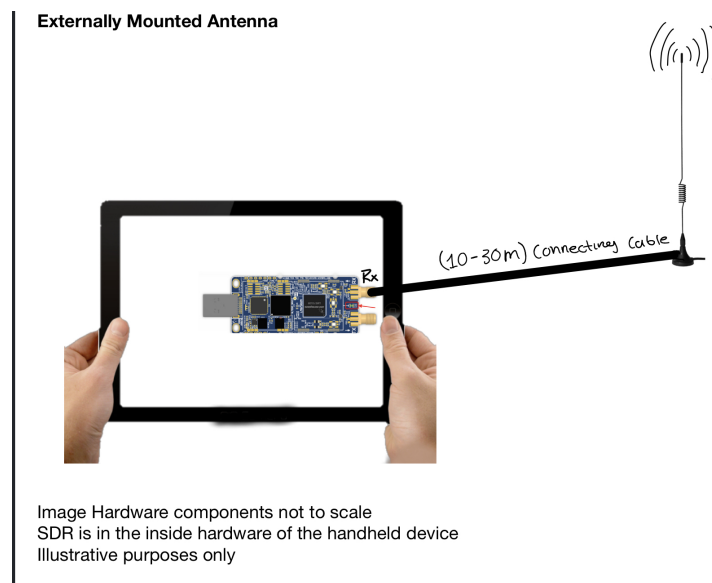 Externally Mounted Antenna
(10-30m) Connecting Cable
Rx
Image Hardware components not to scale
SDR is in the inside hardware of the handheld device
Illustrative purposes only